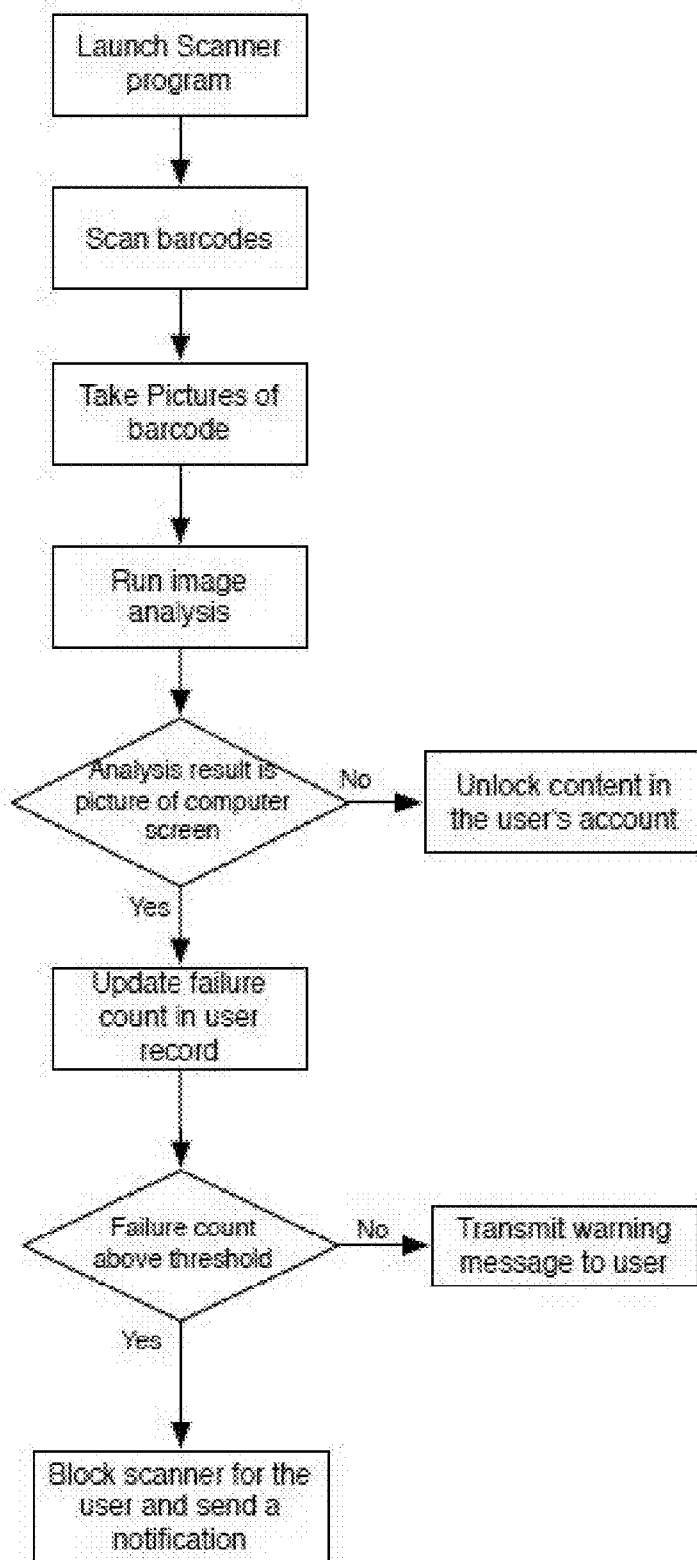 Launch Scanner
program
Scan barcodes
Take Pictures of
barcode
Run image
analysis
Analysis result is
picture of computer
screen
No
Unlock content in
the user's account
Yes
Update failure
count in user
record
Failure count
above threshold
No
Transmit warning
message to user
Yes
Block scanner for the
user and send a
notification